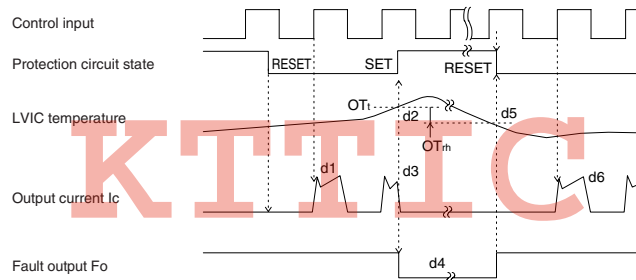 Control input
Protection circuit state
RESET
SET
RESET
LVIC temperature
OTt
d2
d5
OTrh
KTTIC
Output current Ic
d1
d3
d6
Fault output Fo
d4